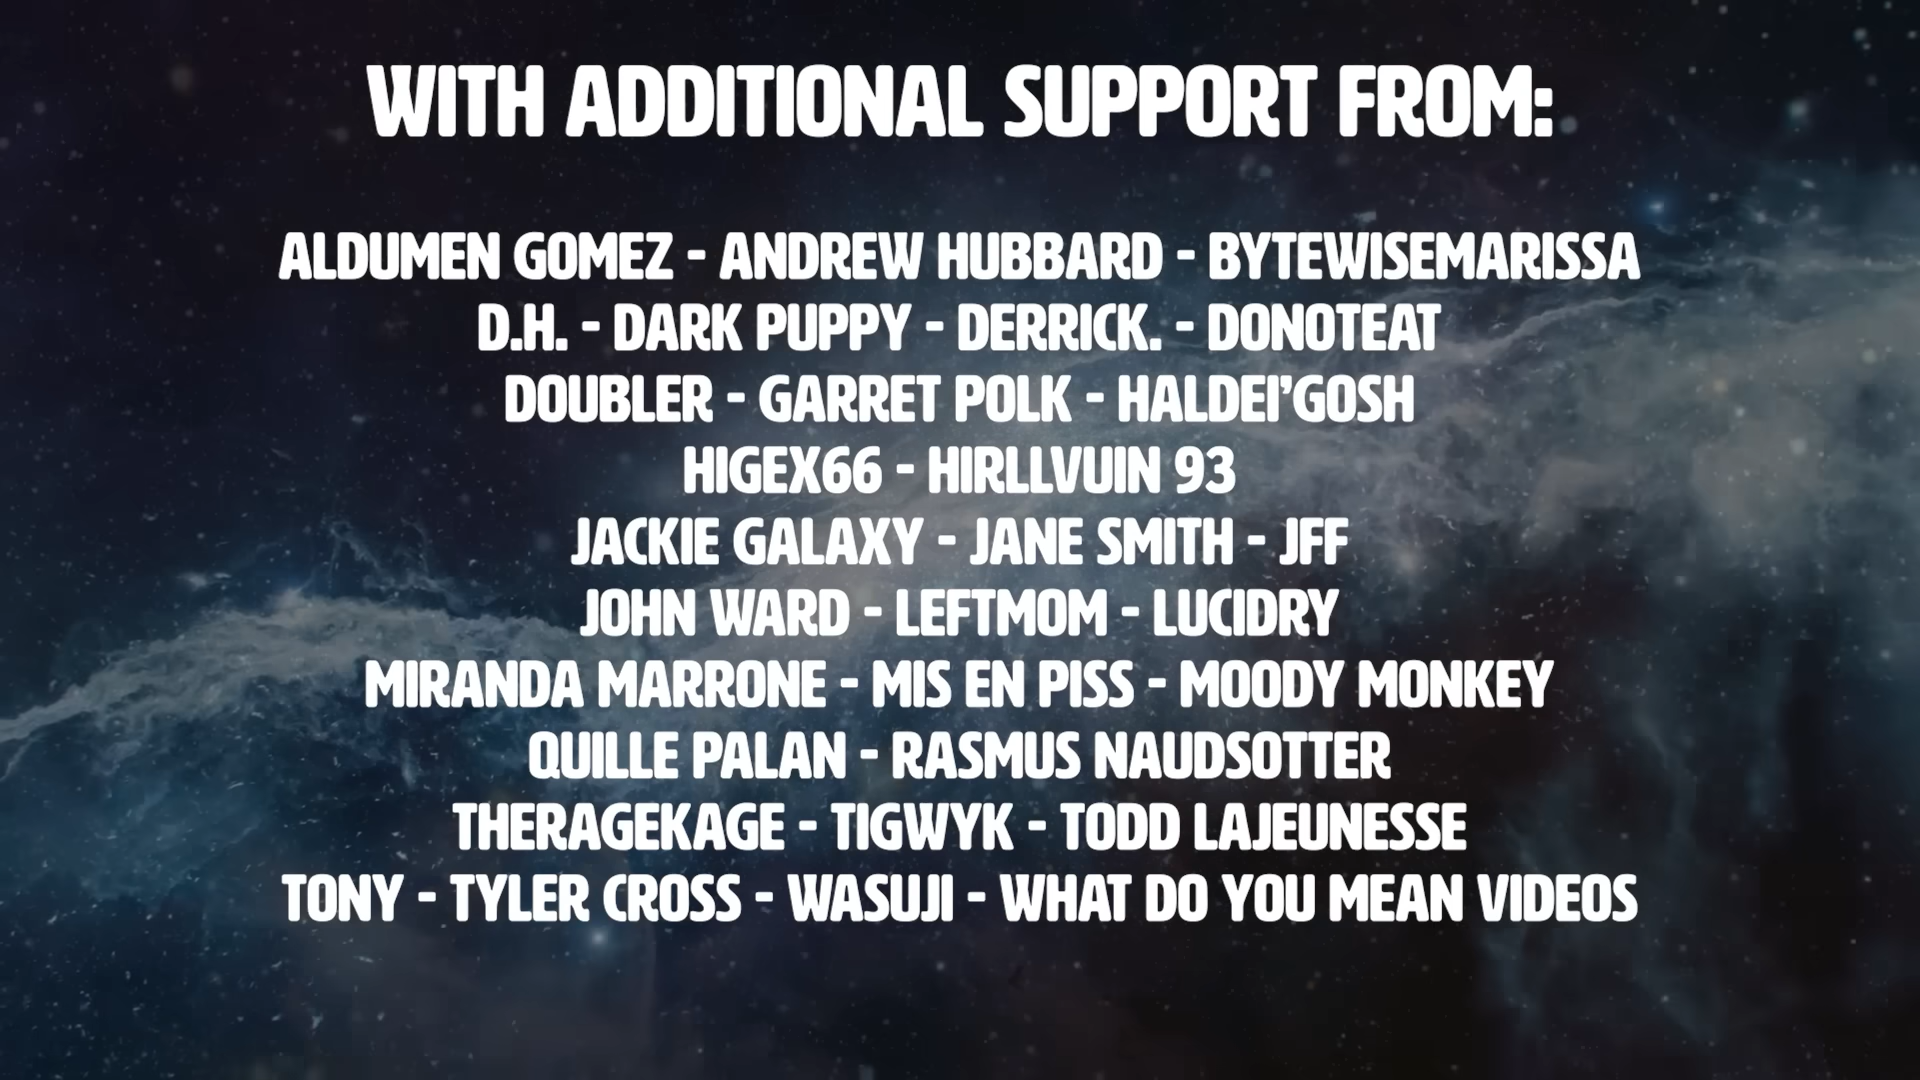 WITH ADDITIONAL SUPPORT FROM:
ALDUMEN GOMEZ - ANDREW HUBBARD - BYTEWISEMARISSA
D.H. - DARK PUPPY - DERRICK. - DONOTEAT
DOUBLER - GARRET POLK - HALDEI'GOSH
HIGEX66 - HIRLLVUIN 93
JACKIE GALAXY - JANE SMITH - JFF
JOHN WARD - LEFTMOM - LUCIDRY
MIRANDA MARRONE - MIS EN PISS - MOODY MONKEY
QUILLE PALAN - RASMUS NAUDSOTTER
THERAGEKAGE - TIGWYK - TODD LAJEUNESSE
TONY - TYLER CROSS - WASUJI - WHAT DO YOU MEAN VIDEOS